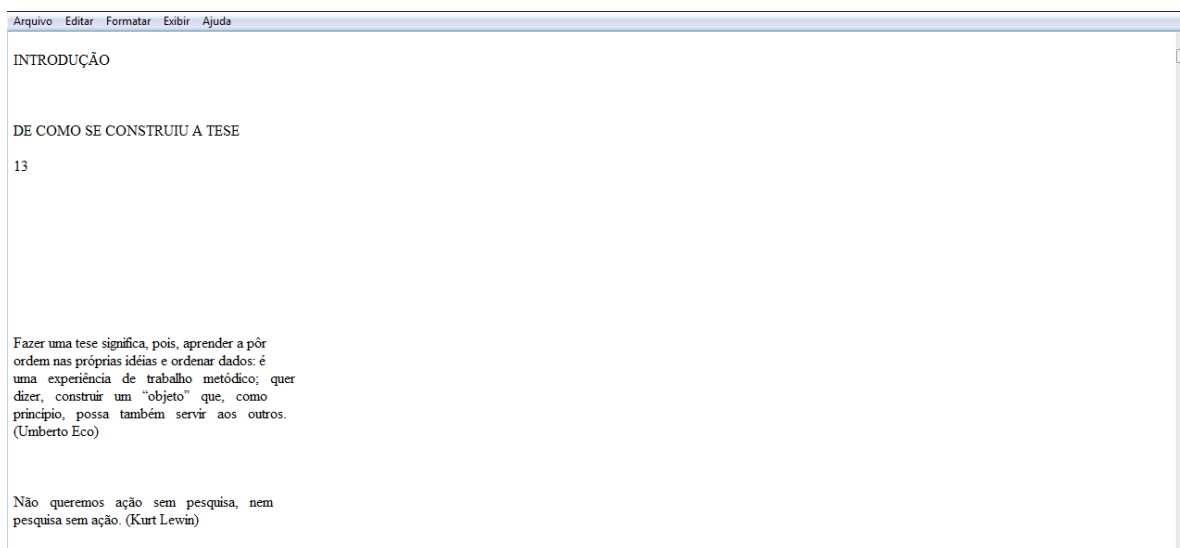 Arquivo Editar Formatar Exibir Ajuda
INTRODUÇÃO
DE COMO SE CONSTRUIU A TESE
13
Fazer uma tese significa, pois, aprender a pôr
ordem nas próprias idéias e ordenar dados: é
uma experiência de trabalho metódico; quer
dizer, construir um “objeto” que, como
principio, possa também servir aos outros.
(Umberto Eco)
Não queremos ação sem pesquisa, nem
pesquisa sem ação. (Kurt Lewin)